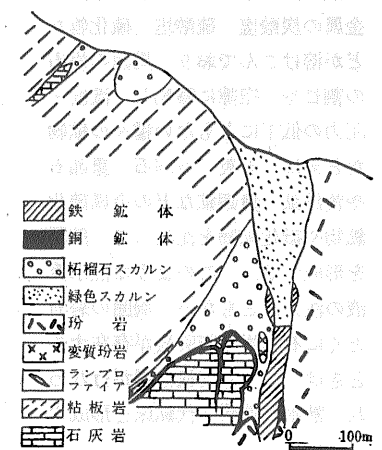 鉄鉱体
銅鉱体
柘榴石スカルン
緑色スカルン
玢岩
変質玢岩
ランプロ
ファイア
粘板岩
石灰岩
0 100m